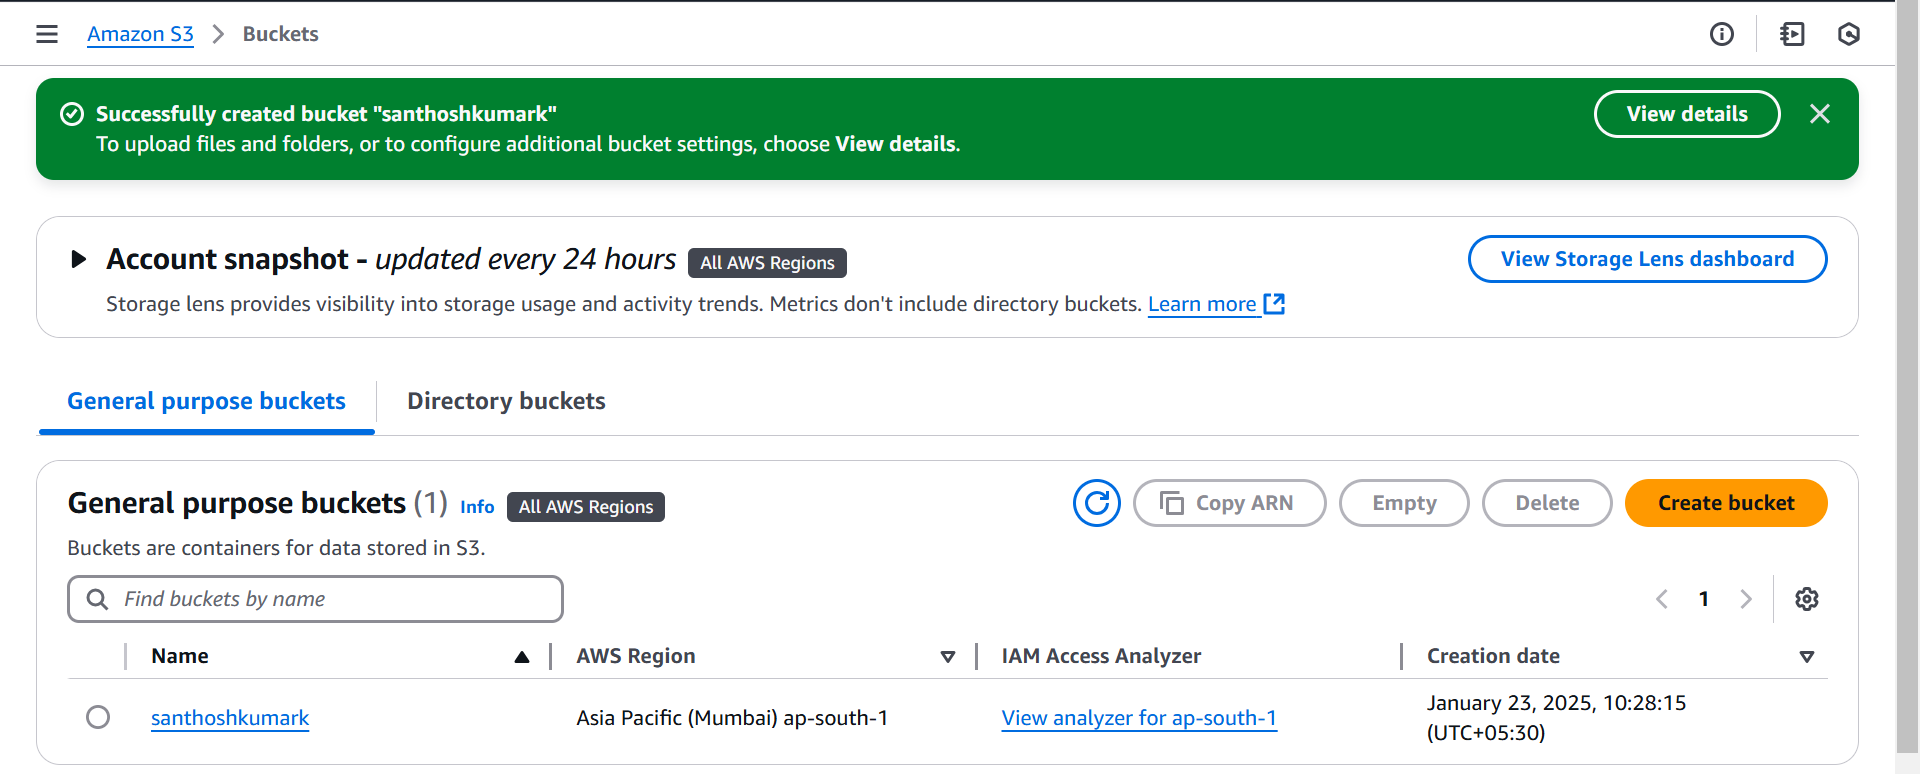 Amazon S3 > Buckets
Successfully created bucket "santhoshkumark"
To upload files and folders, or to configure additional bucket settings, choose View details.
View details
Account snapshot - updated every 24 hours All AWS Regions
View Storage Lens dashboard
Storage lens provides visibility into storage usage and activity trends. Metrics don't include directory buckets. Learn more
General purpose buckets
Directory buckets
General purpose buckets (1) Info All AWS Regions
Copy ARN
Empty
Delete
Create bucket
Buckets are containers for data stored in S3.
Find buckets by name
1
Name
AWS Region
IAM Access Analyzer
Creation date
santhoshkumark
Asia Pacific (Mumbai) ap-south-1
View analyzer for ap-south-1
January 23, 2025, 10:28:15
(UTC+05:30)